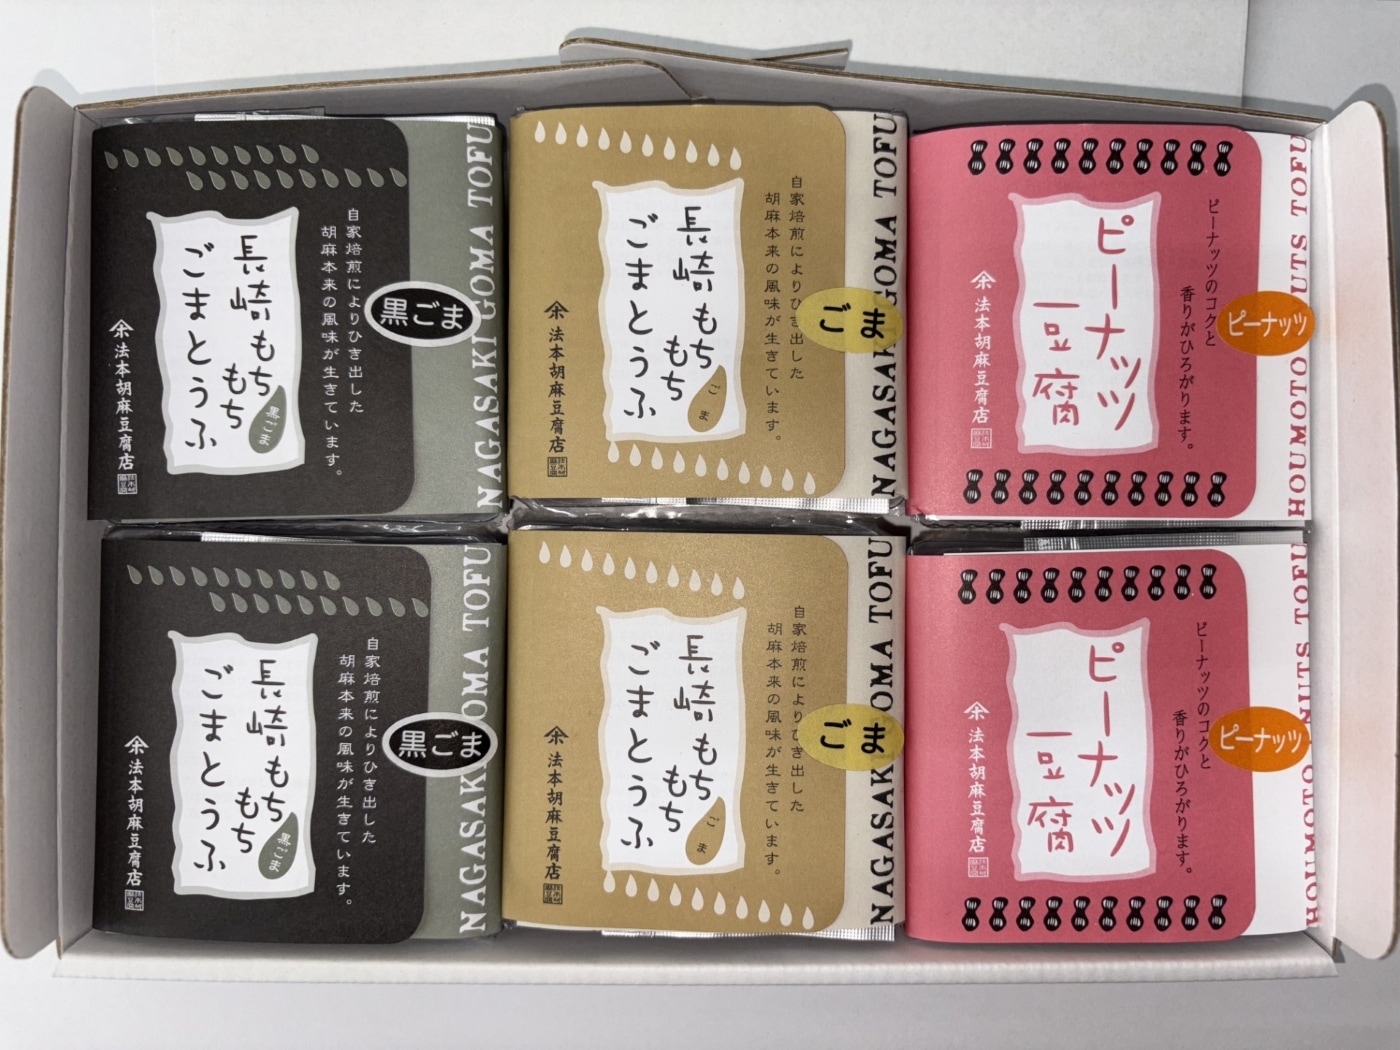 長崎もちもち
ごまとうふ
黒ごま
自家焙煎によりひき出した
胡麻本来の風味が生きています。
法本胡麻豆腐店
黒ごま
NAGASAKI GOMA TOFU
長崎もちもち
ごまとうふ
ごま
自家焙煎によりひき出した
胡麻本来の風味が生きています。
法本胡麻豆腐店
ごま
NAGASAKI GOMA TOFU
ピーナッツ
豆腐
ピーナッツのコクと
香りがひろがります。
法本胡麻豆腐店
ピーナッツ
HOUMOTO NUTS TOFU
長崎もちもち
ごまとうふ
黒ごま
自家焙煎によりひき出した
胡麻本来の風味が生きています。
法本胡麻豆腐店
黒ごま
NAGASAKI GOMA TOFU
長崎もちもち
ごまとうふ
ごま
自家焙煎によりひき出した
胡麻本来の風味が生きています。
法本胡麻豆腐店
ごま
NAGASAKI GOMA TOFU
ピーナッツ
豆腐
ピーナッツのコクと
香りがひろがります。
法本胡麻豆腐店
ピーナッツ
HOUMOTO NUTS TOFU